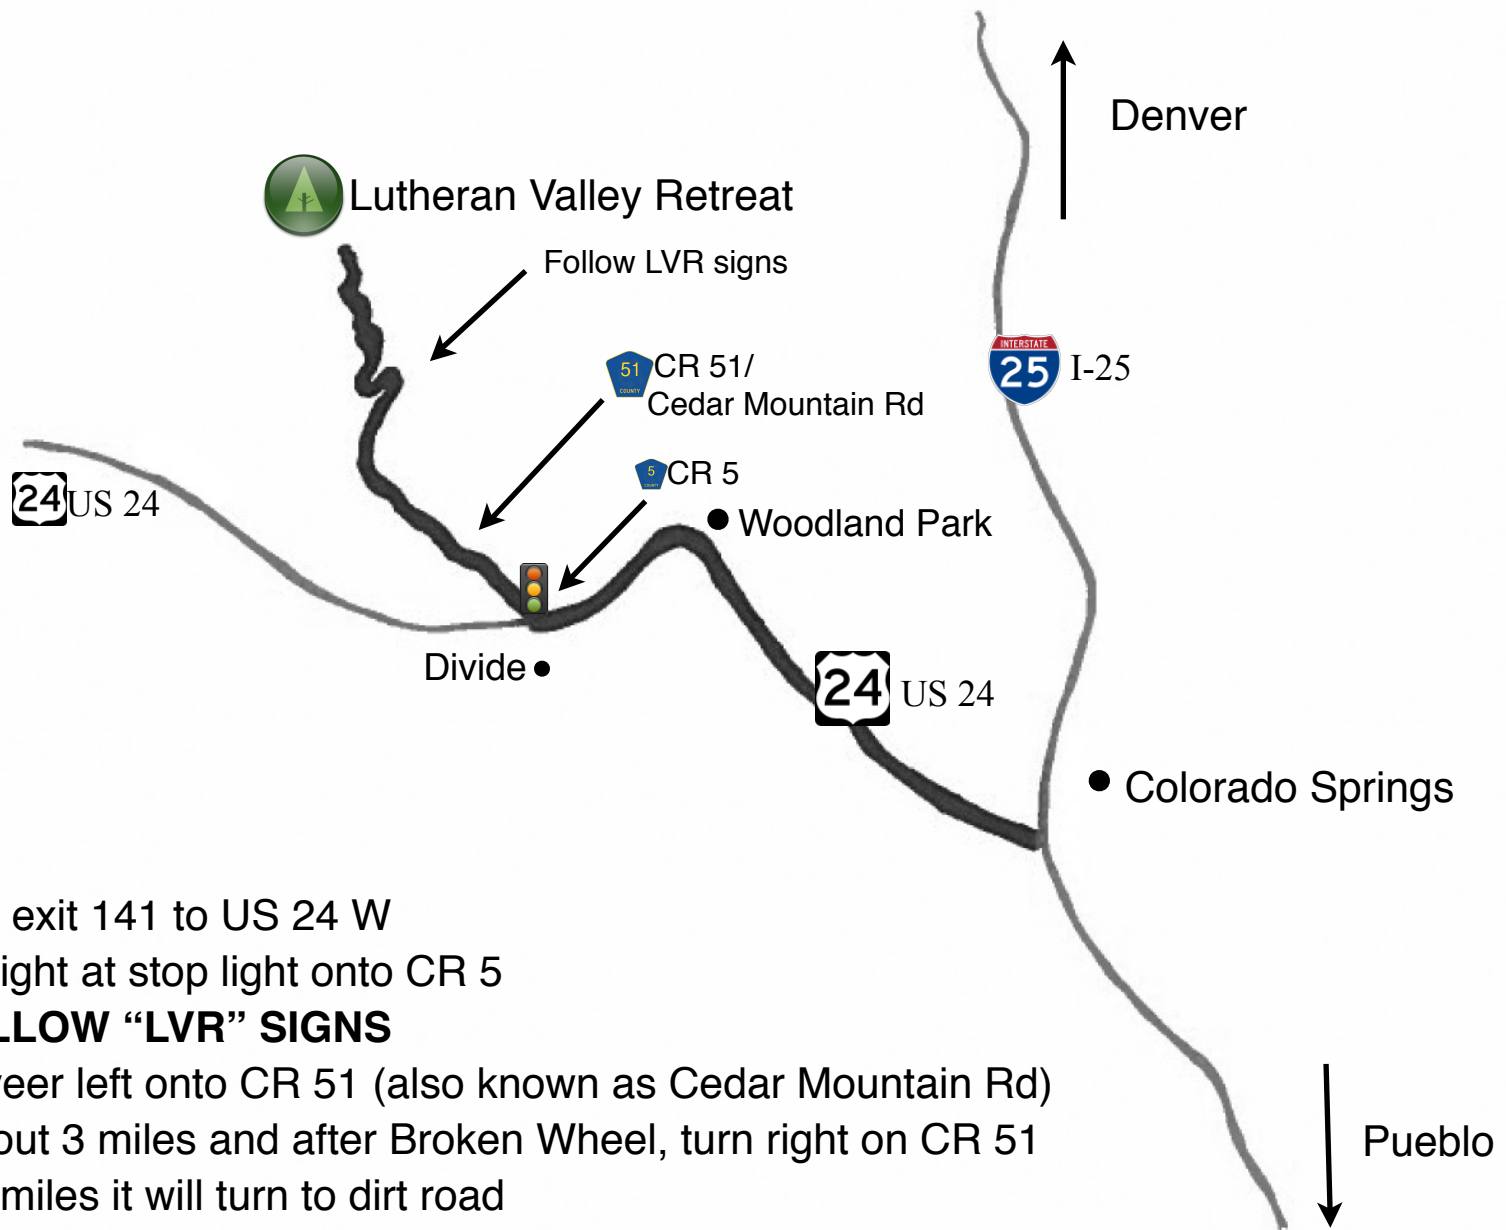 Denver
Lutheran Valley Retreat
Follow LVR signs
INTERSTATE
25
I-25
51
COUNTY
CR 51/
Cedar Mountain Rd
5
COUNTY
CR 5
24
US 24
Woodland Park
Divide
24
US 24
Colorado Springs
exit 141 to US 24 W
ight at stop light onto CR 5
LLOW “LVR” SIGNS
veer left onto CR 51 (also known as Cedar Mountain Rd)
out 3 miles and after Broken Wheel, turn right on CR 51
miles it will turn to dirt road
Pueblo